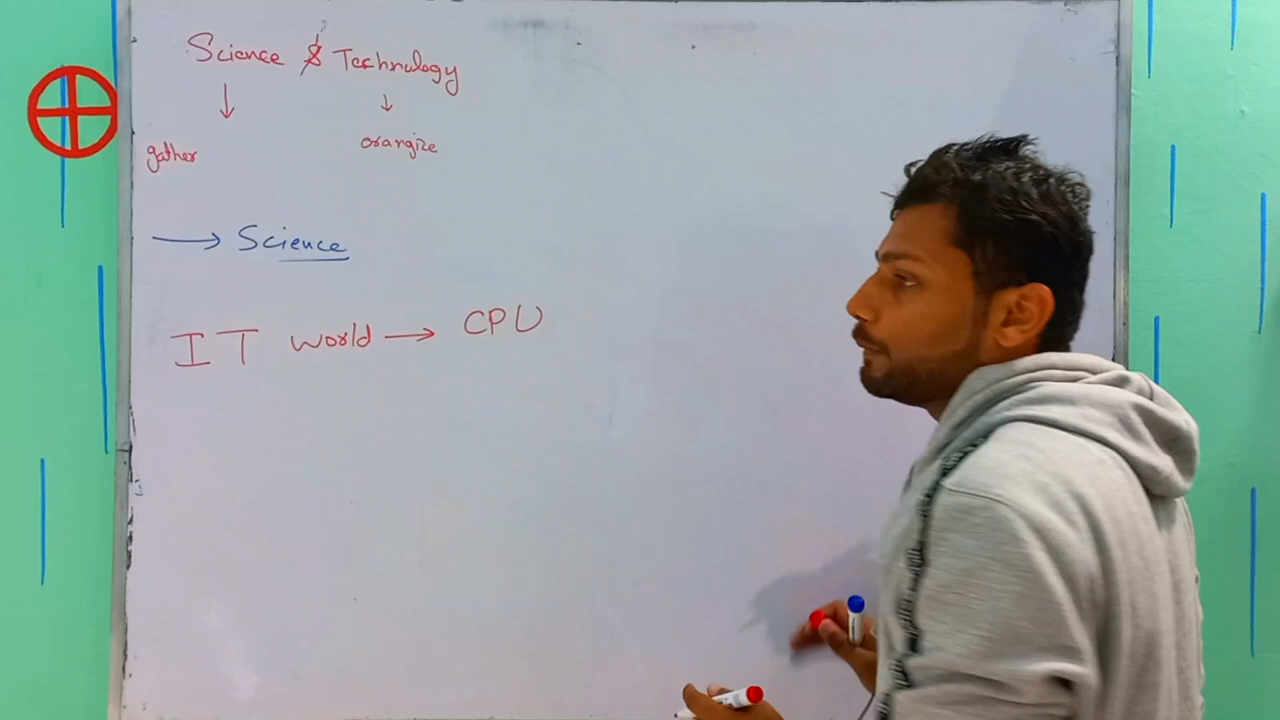 Science & Technology
↓ ↓
gather orangize
→ Science
IT world → CPU